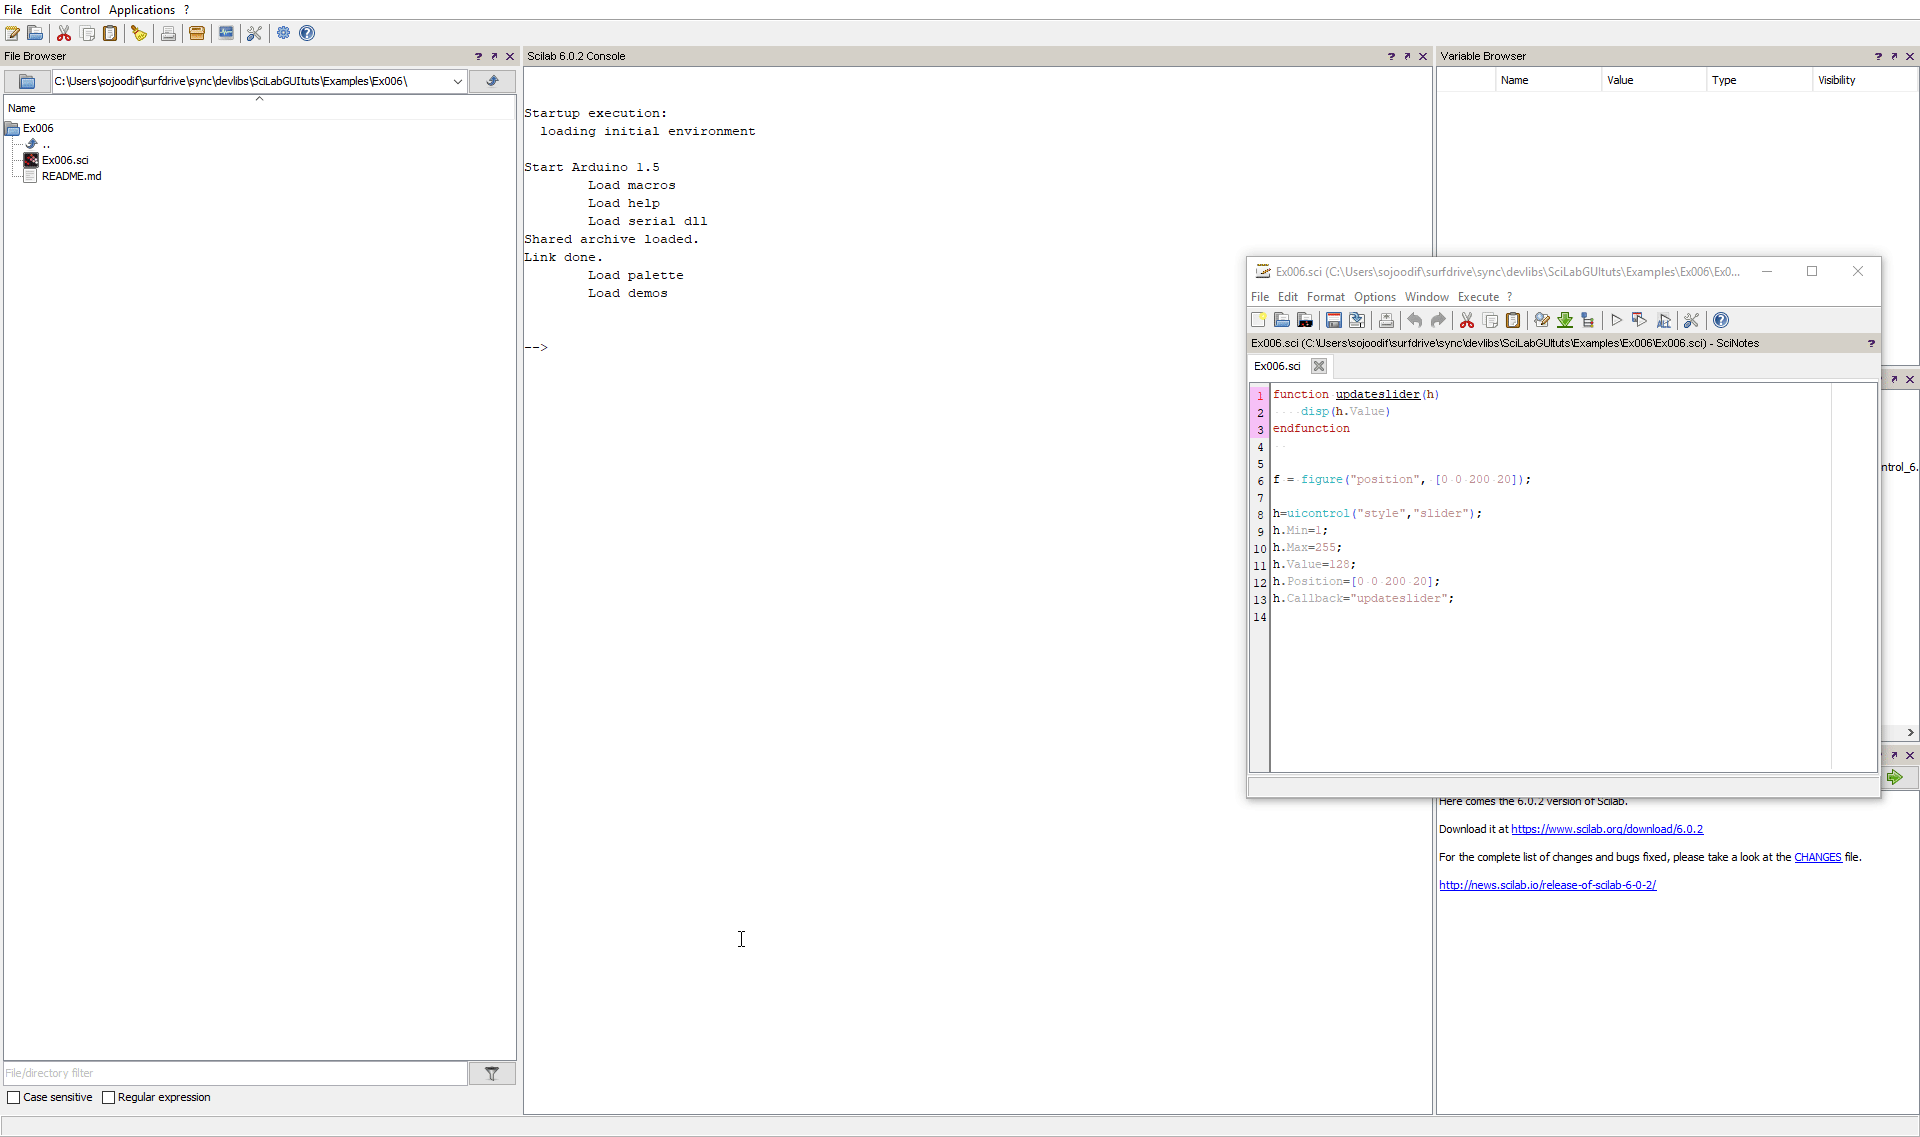 File Edit Control Applications ?
File Browser
C:\Users\sojoodif\surfdrive\sync\devlibs\SciLabGUItuts\Examples\Ex006\
Name
Ex006
..
Ex006.sci
README.md
File/directory filter
Case sensitive Regular expression
Scilab 6.0.2 Console
Startup execution:
loading initial environment
Start Arduino 1.5
Load macros
Load help
Load serial dll
Shared archive loaded.
Link done.
Load palette
Load demos
-->
Variable Browser
Name Value Type Visibility
Ex006.sci (C:\Users\sojoodif\surfdrive\sync\devlibs\SciLabGUItuts\Examples\Ex006\Ex0...
File Edit Format Options Window Execute ?
Ex006.sci (C:\Users\sojoodif\surfdrive\sync\devlibs\SciLabGUItuts\Examples\Ex006\Ex006.sci) - SciNotes
Ex006.sci
1 function updateslider(h)
2 disp(h.Value)
3 endfunction
4
5
6 f = figure("position", [0 0 200 20]);
7
8 h=uicontrol("style","slider");
9 h.Min=1;
10 h.Max=255;
11 h.Value=128;
12 h.Position=[0 0 200 20];
13 h.Callback="updateslider";
14
ntrol_6.
Here comes the 6.0.2 version of Scilab.
Download it at https://www.scilab.org/download/6.0.2
For the complete list of changes and bugs fixed, please take a look at the CHANGES file.
http://news.scilab.io/release-of-scilab-6-0-2/